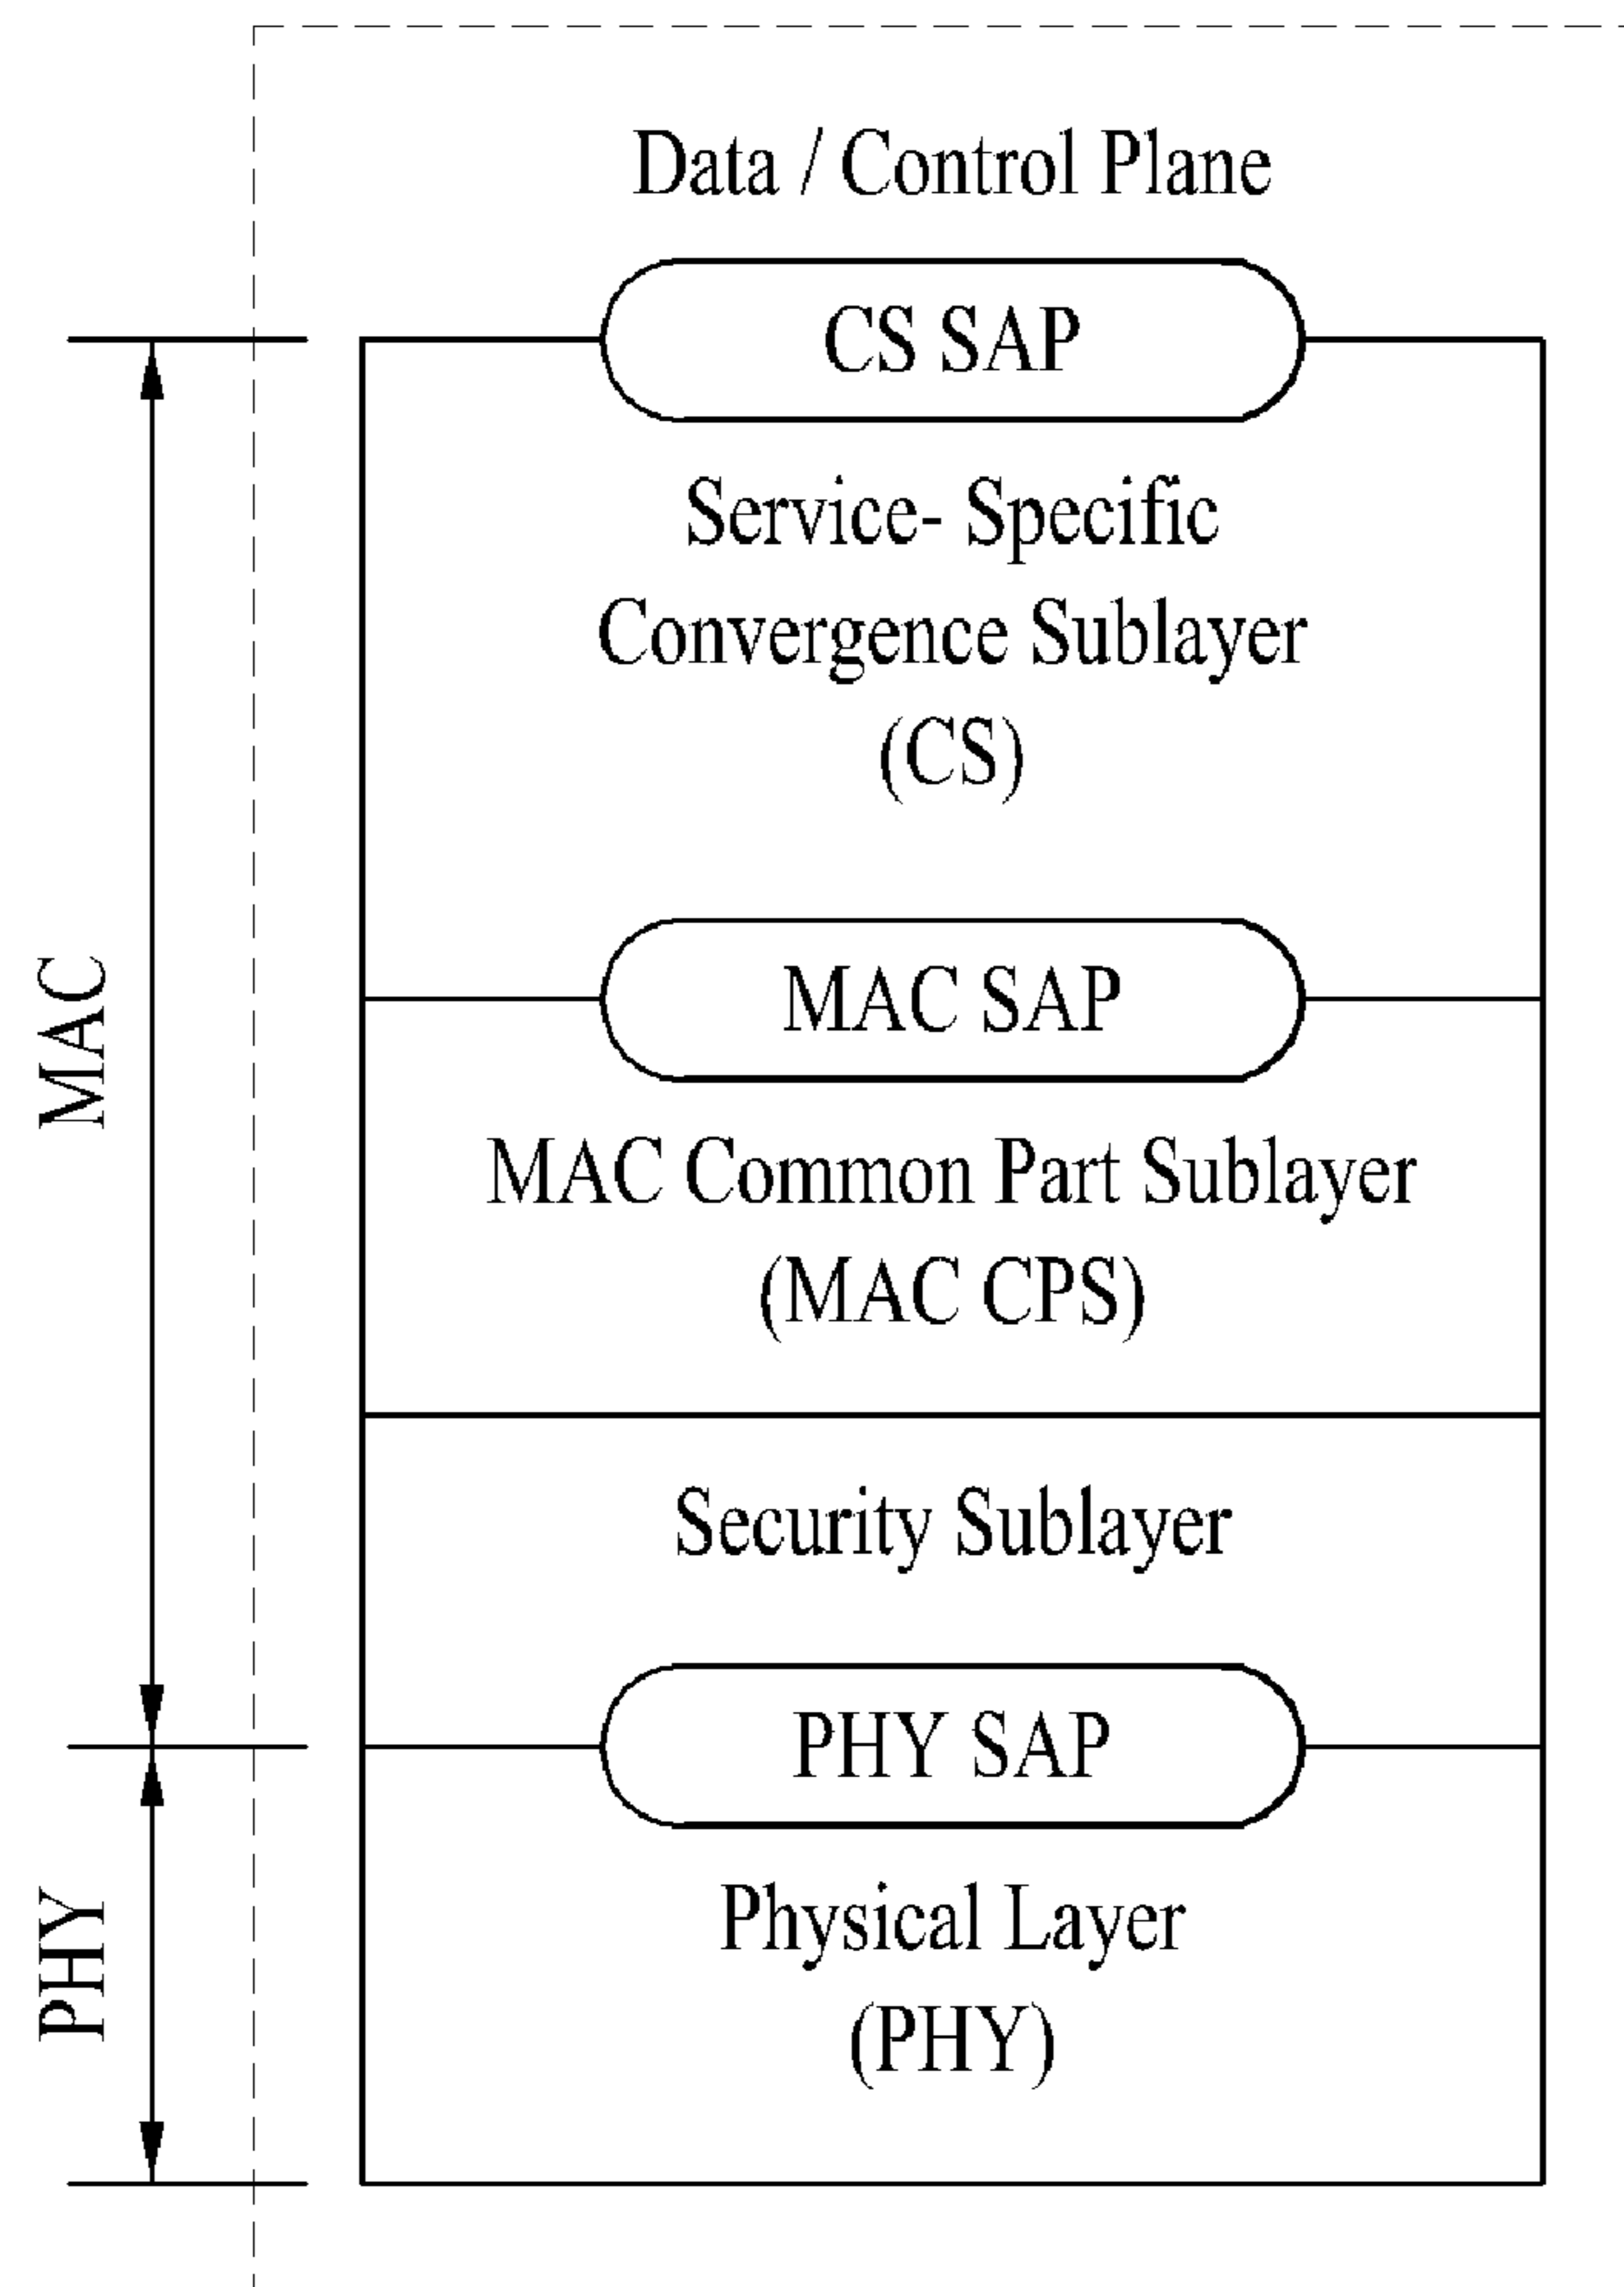 Data / Control Plane
CS SAP
Service- Specific
Convergence Sublayer
(CS)
MAC
MAC SAP
MAC Common Part Sublayer
(MAC CPS)
Security Sublayer
PHY SAP
PHY
Physical Layer
(PHY)